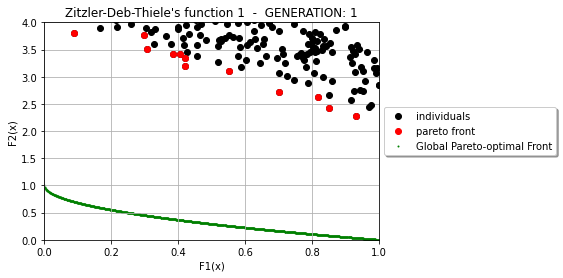 Zitzler-Deb-Thiele's function 1 - GENERATION: 1
F2(x)
4.0
3.5
3.0
2.5
2.0
1.5
1.0
0.5
0.0
0.0 0.2 0.4 0.6 0.8 1.0
F1(x)
individuals
pareto front
Global Pareto-optimal Front